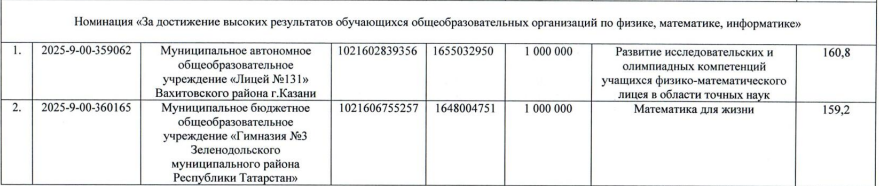 Номинация «За достижение высоких результатов обучающихся общеобразовательных организаций по физике, математике, информатике»
1. 2025-9-00-359062 Муниципальное автономное 1021602839356 1655032950 1 000 000 Развитие исследовательских и 160,8
общеобразовательное олимпиадных компетенций
учреждение «Лицей №131» учащихся физико-математического
Вахитовского района г.Казани лицея в области точных наук
2. 2025-9-00-360165 Муниципальное бюджетное 1021606755257 1648004751 1 000 000 Математика для жизни 159,2
общеобразовательное
учреждение «Гимназия №3
Зеленодольского
муниципального района
Республики Татарстан»